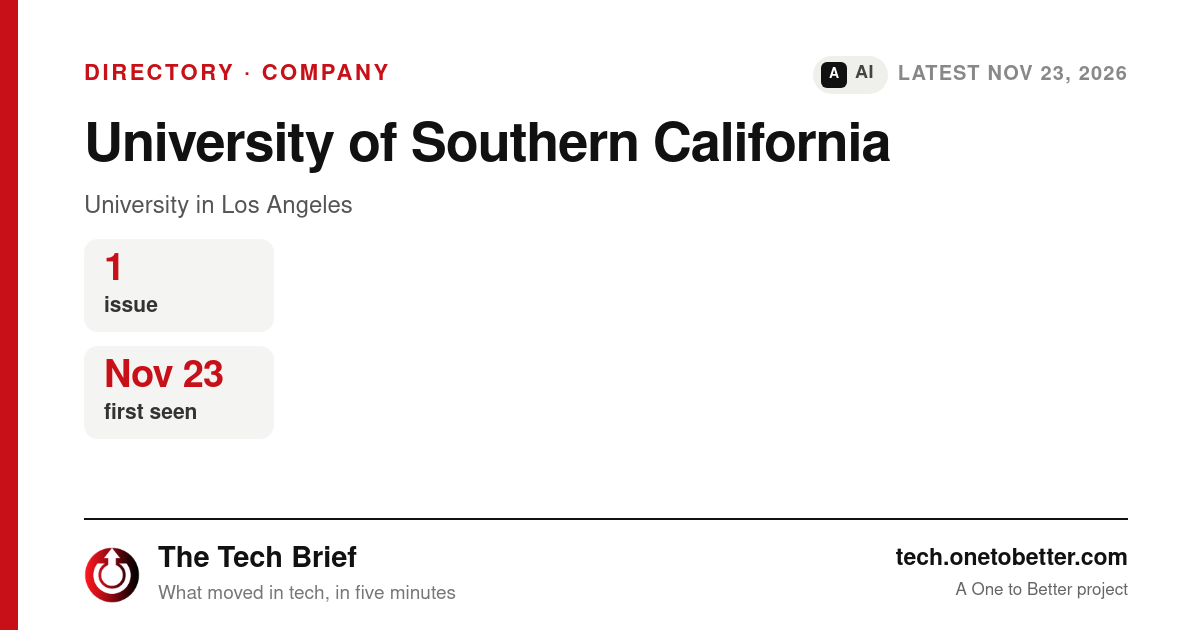 DIRECTORY · COMPANY
A AI LATEST NOV 23, 2026
University of Southern California
University in Los Angeles
1
issue
Nov 23
first seen
The Tech Brief
What moved in tech, in five minutes
tech.onetobetter.com
A One to Better project